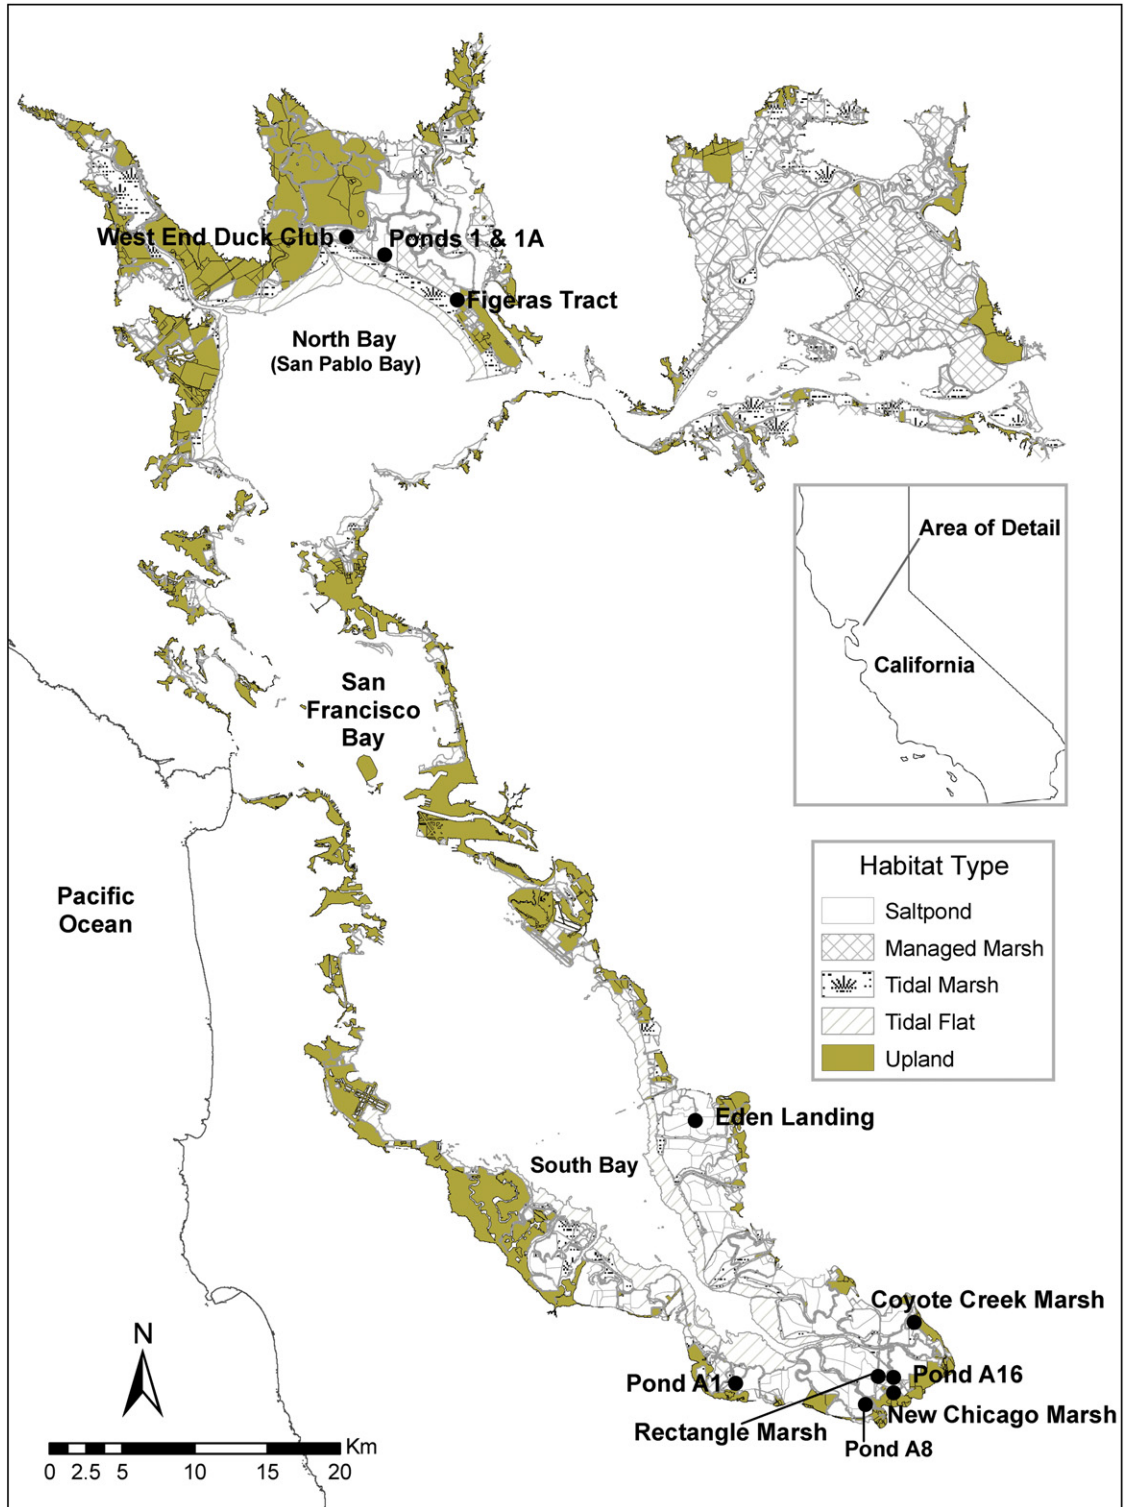 West End Duck Club
Ponds 1 & 1A
Figeras Tract
North Bay
(San Pablo Bay)
Area of Detail
California
San
Francisco
Bay
Pacific
Ocean
Habitat Type
Saltpond
Managed Marsh
Tidal Marsh
Tidal Flat
Upland
Eden Landing
South Bay
Coyote Creek Marsh
Pond A1
Pond A16
Rectangle Marsh
New Chicago Marsh
Pond A8
N
Km
0 2.5 5 10 15 20